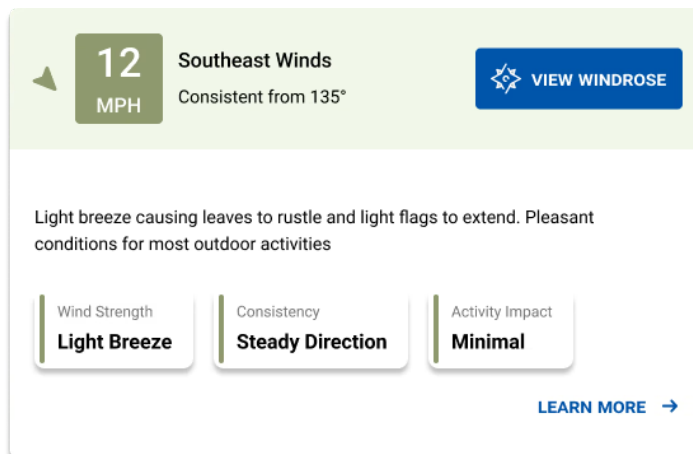 12
MPH
Southeast Winds
Consistent from 135°
VIEW WINDROSE
Light breeze causing leaves to rustle and light flags to extend. Pleasant
conditions for most outdoor activities
Wind Strength
Light Breeze
Consistency
Steady Direction
Activity Impact
Minimal
LEARN MORE